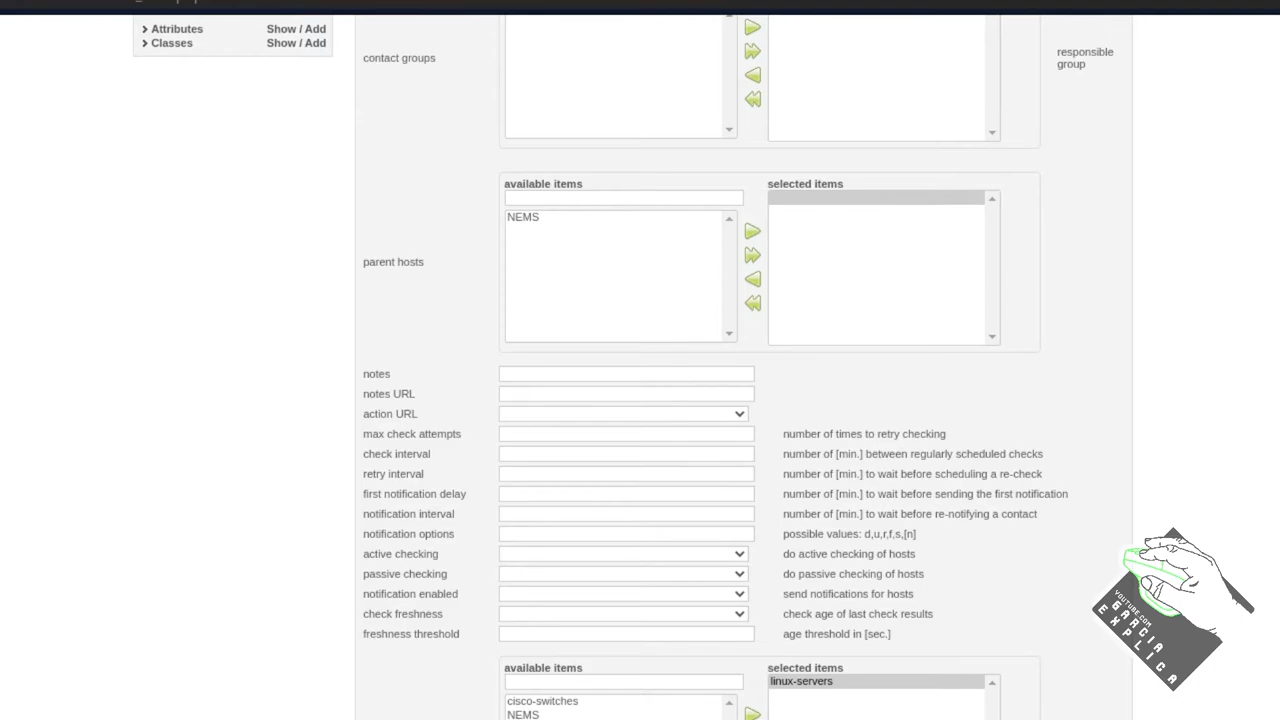 Attributes Show / Add
Classes Show / Add
contact groups
responsible
group
available items selected items
NEMS
parent hosts
notes
notes URL
action URL
max check attempts number of times to retry checking
check interval number of [min.] between regularly scheduled checks
retry interval number of [min.] to wait before scheduling a re-check
first notification delay number of [min.] to wait before sending the first notification
notification interval number of [min.] to wait before re-notifying a contact
notification options possible values: d,u,r,f,s,[n]
active checking do active checking of hosts
passive checking do passive checking of hosts
notification enabled send notifications for hosts
check freshness check age of last check results
freshness threshold age threshold in [sec.]
available items selected items
linux-servers
cisco-switches
NEMS
YOUTUBE.COM
GARCIA
EXPLICA